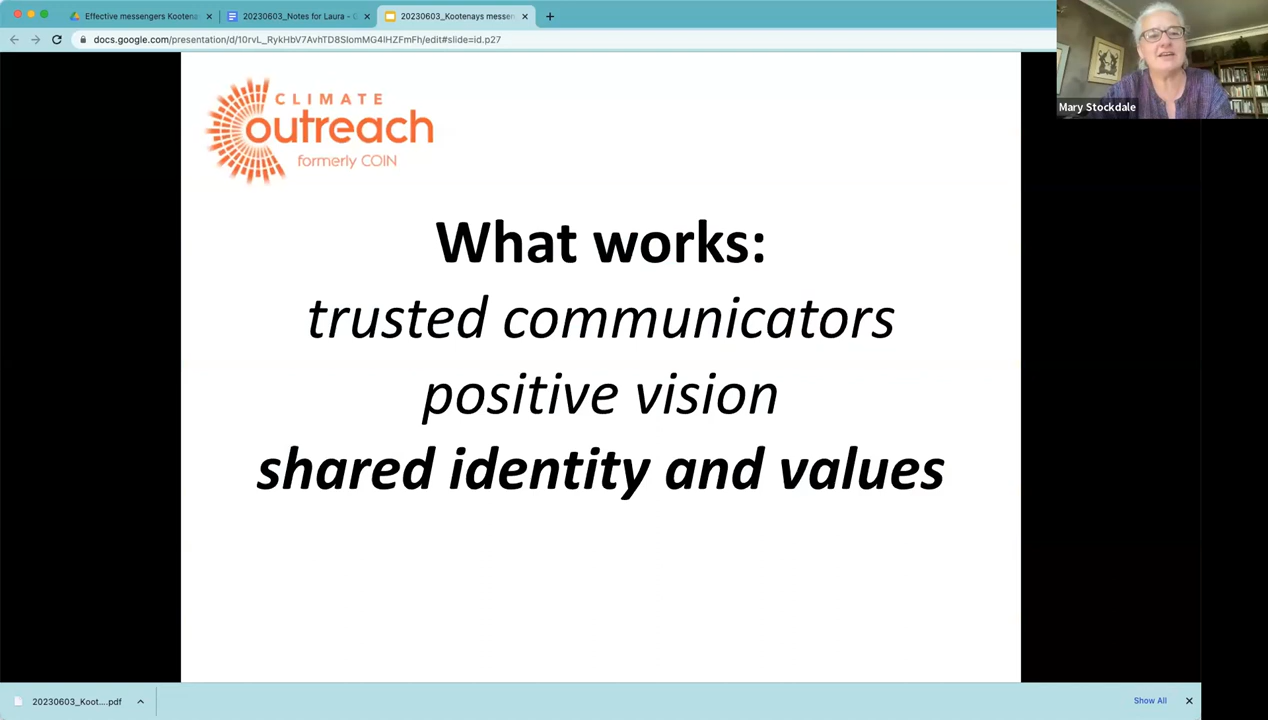 Effective messengers Kootena
20230603_Notes for Laura - G
20230603_Kootenays messen
docs.google.com/presentation/d/10rvL_RykHbV7AvhTD8SIomMG4lHZFmFh/edit#slide=id.p27
Mary Stockdale
CLIMATE
outreach
formerly COIN
What works:
trusted communicators
positive vision
shared identity and values
20230603_Koot....pdf
Show All